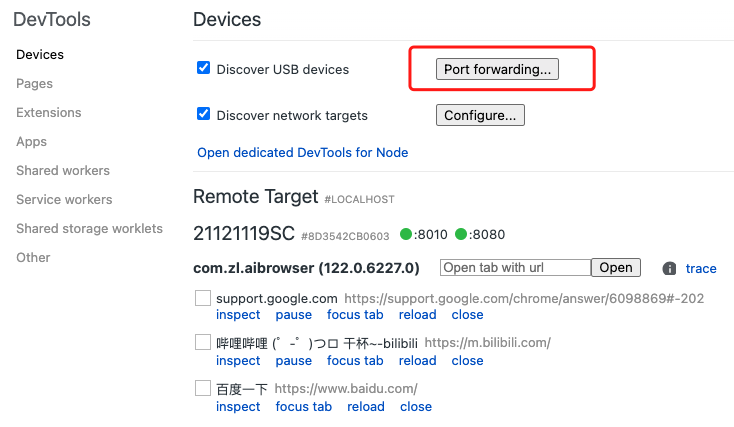 DevTools
Devices
Pages
Extensions
Apps
Shared workers
Service workers
Shared storage worklets
Other
Devices
Discover USB devices
Port forwarding...
Discover network targets
Configure...
Open dedicated DevTools for Node
Remote Target #LOCALHOST
21121119SC #8D3542CB0603 :8010 :8080
com.zl.aibrowser (122.0.6227.0) Open tab with url Open trace
support.google.com https://support.google.com/chrome/answer/6098869#-202
inspect pause focus tab reload close
哔哩哔哩 (゜-゜)つロ 干杯~-bilibili https://m.bilibili.com/
inspect pause focus tab reload close
百度一下 https://www.baidu.com/
inspect focus tab reload close